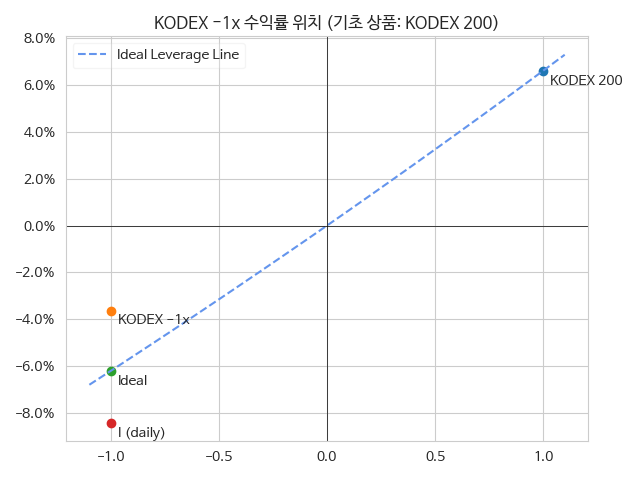 KODEX −1x 수익률 위치 (기초 상품: KODEX 200)
8.0%
Ideal Leverage Line
6.0%
KODEX 200
4.0%
2.0%
0.0%
−2.0%
−4.0%
KODEX −1x
−6.0%
Ideal
−8.0%
I (daily)
−1.0
−0.5
0.0
0.5
1.0